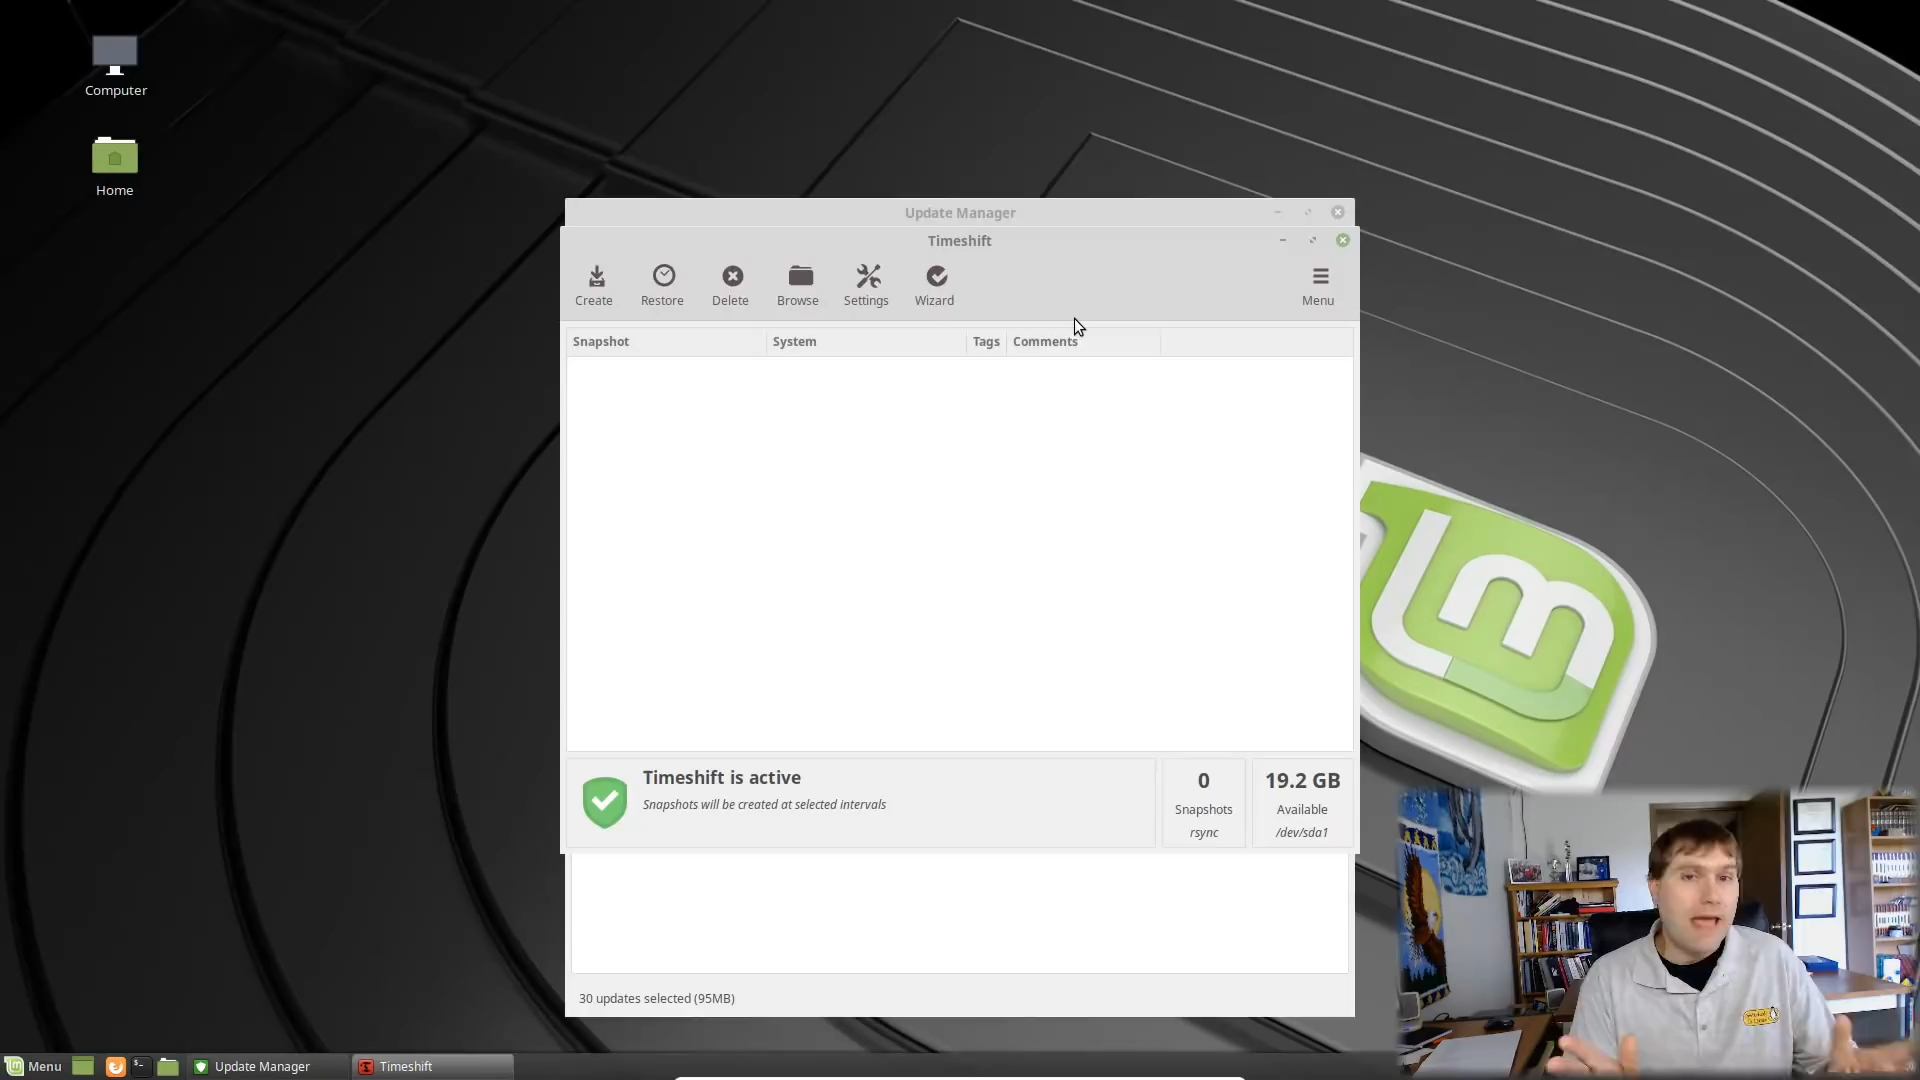 Computer
Home
Update Manager
Timeshift
Create
Restore
Delete
Browse
Settings
Wizard
Menu
Snapshot
System
Tags
Comments
Timeshift is active
Snapshots will be created at selected intervals
0
Snapshots
rsync
19.2 GB
Available
/dev/sda1
30 updates selected (95MB)
Menu
Update Manager
Timeshift